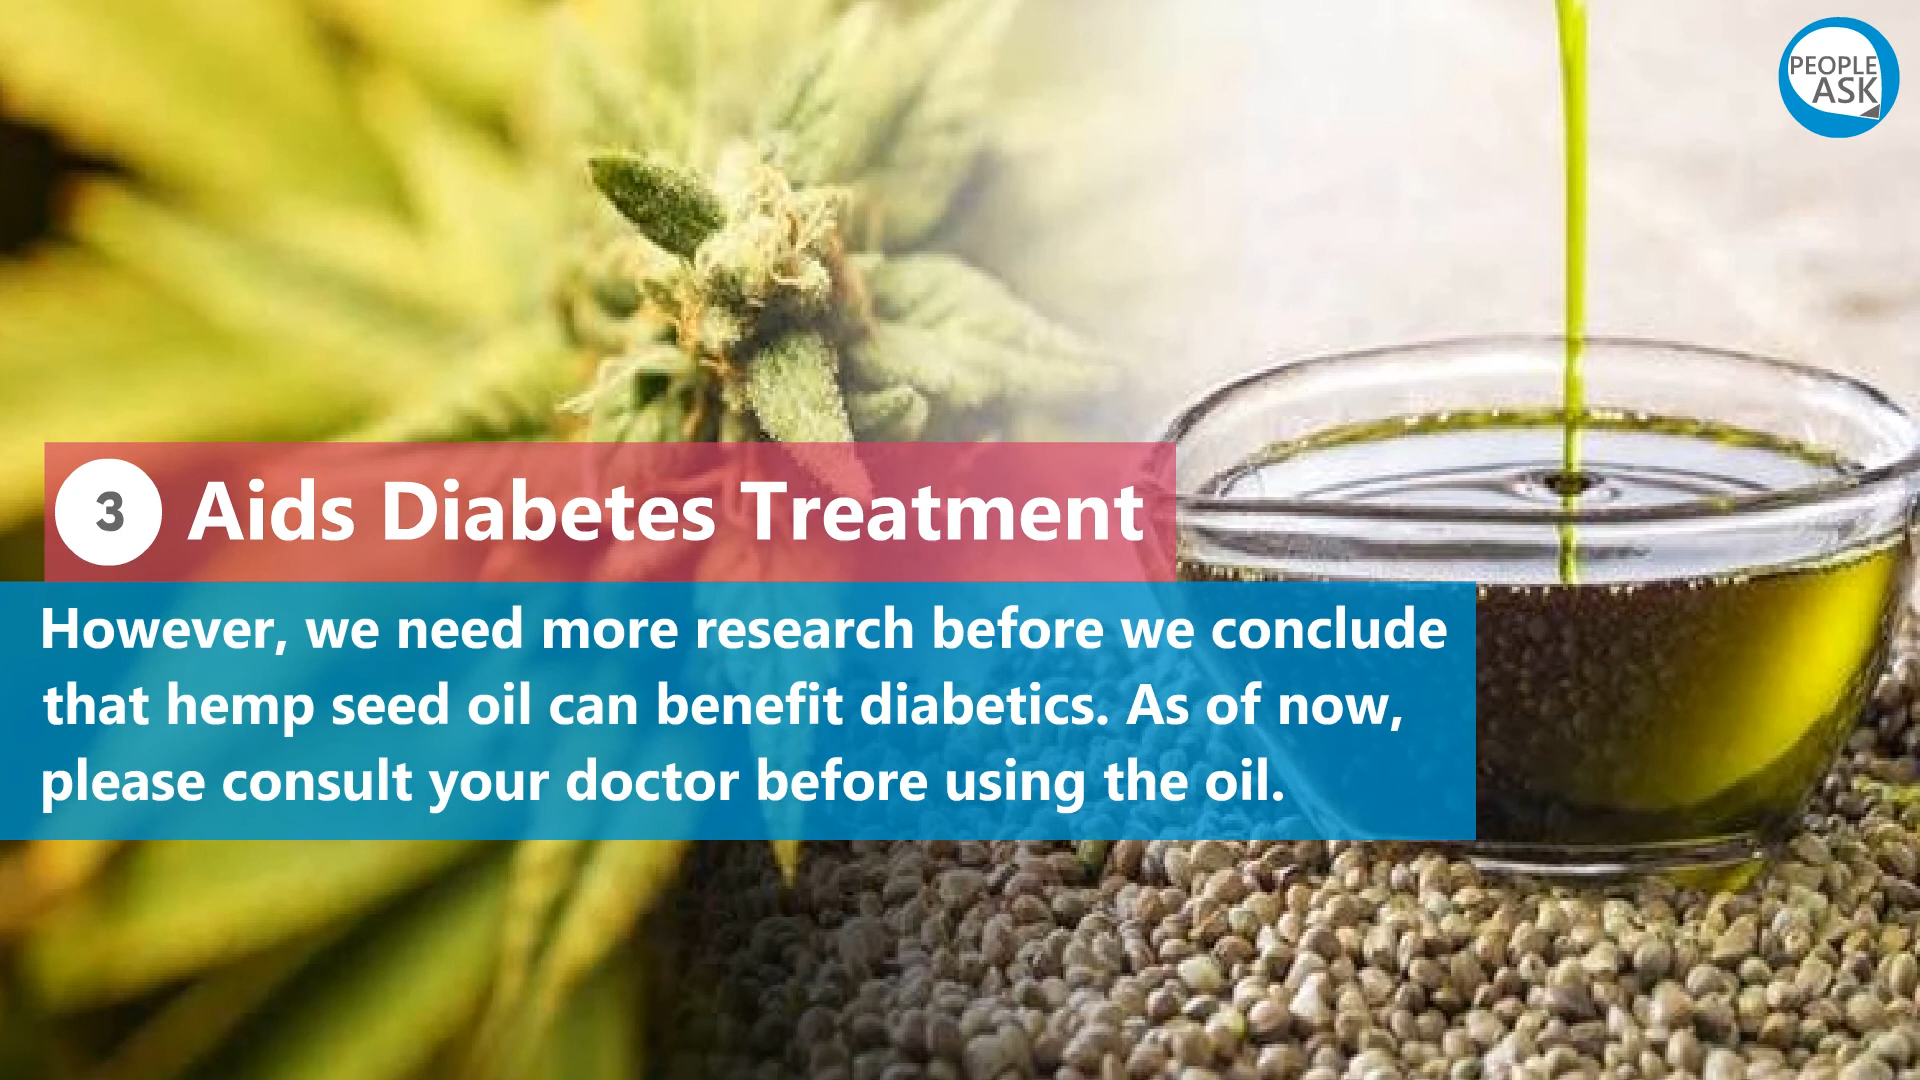 PEOPLE
ASK
3 Aids Diabetes Treatment
However, we need more research before we conclude
that hemp seed oil can benefit diabetics. As of now,
please consult your doctor before using the oil.